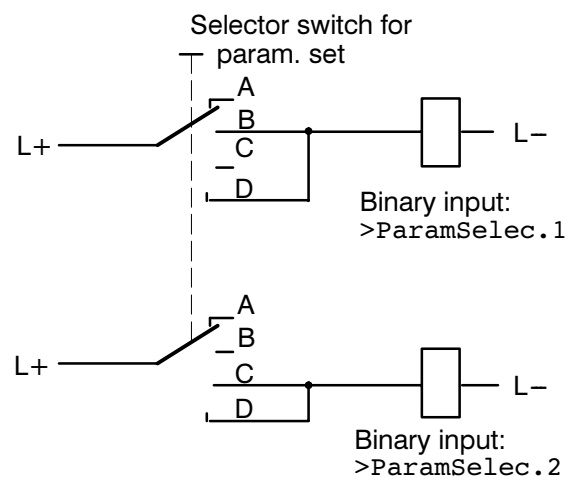 Selector switch for
param. set
A
B
C
D
L+
L−
Binary input:
>ParamSelec.1
A
B
C
D
L+
L−
Binary input:
>ParamSelec.2